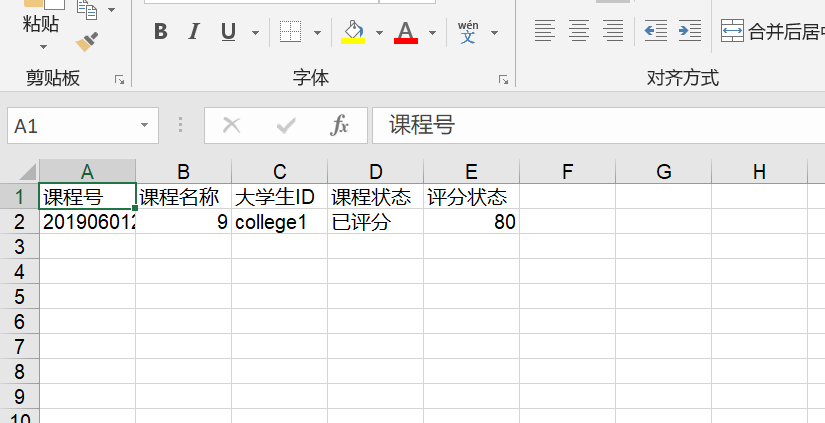 粘贴
剪贴板
B I U
A
wén
文
字体
合并后居
对齐方式
A1
fx
课程号
A B C D E F G H
1 课程号 课程名称 大学生ID 课程状态 评分状态
2 201906012 9 college1 已评分 80
3
4
5
6
7
8
9
10